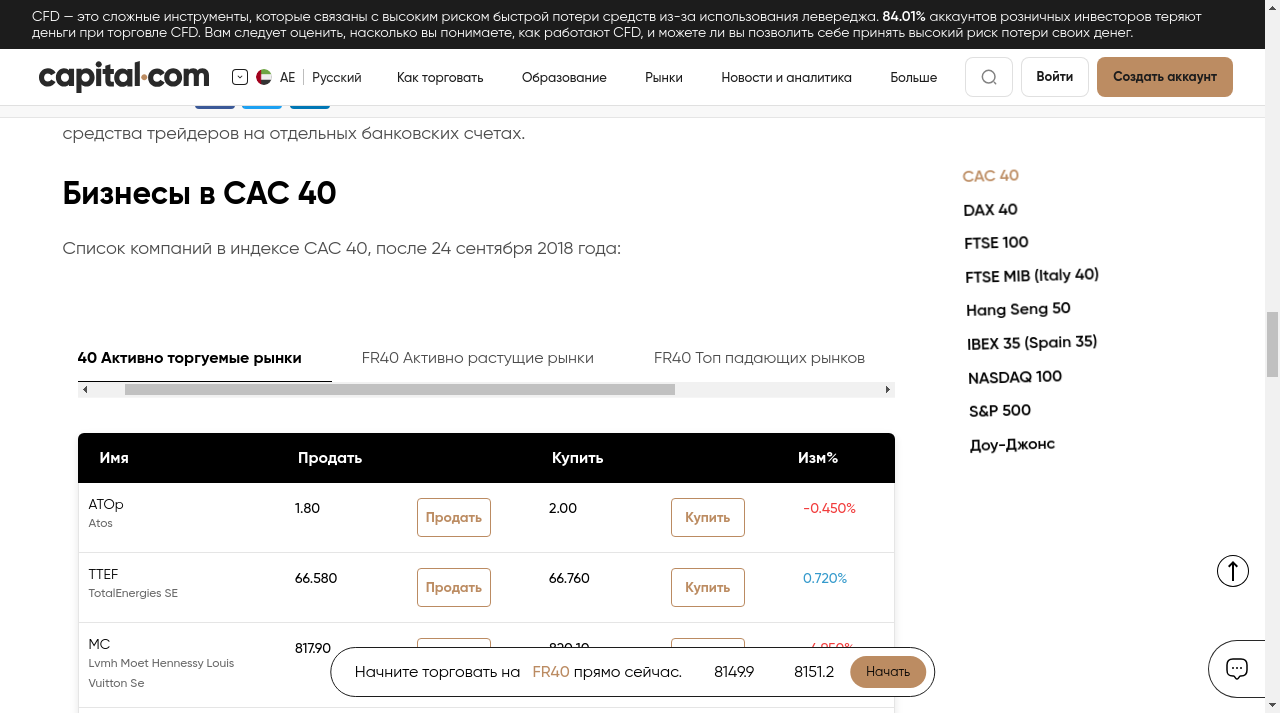 CFD — это сложные инструменты, которые связаны с высоким риском быстрой потери средств из-за использования левереджа. 84.01% аккаунтов розничных инвесторов теряют
деньги при торговле CFD. Вам следует оценить, насколько вы понимаете, как работают CFD, и можете ли вы позволить себе принять высокий риск потери своих денег.
capital.com AE Русский Как торговать Образование Рынки Новости и аналитика Больше Войти Создать аккаунт
средства трейдеров на отдельных банковских счетах.
Бизнесы в CAC 40
Список компаний в индексе CAC 40, после 24 сентября 2018 года:
40 Активно торгуемые рынки FR40 Активно растущие рынки FR40 Топ падающих рынков
Имя Продать Купить Изм%
ATOp 1.80 Продать 2.00 Купить -0.450%
Atos
TTEF 66.580 Продать 66.760 Купить 0.720%
TotalEnergies SE
MC 817.90
Lvmh Moet Hennessy Louis
Vuitton Se
Начните торговать на FR40 прямо сейчас. 8149.9 8151.2 Начать
CAC 40
DAX 40
FTSE 100
FTSE MIB (Italy 40)
Hang Seng 50
IBEX 35 (Spain 35)
NASDAQ 100
S&P 500
Доу-Джонс